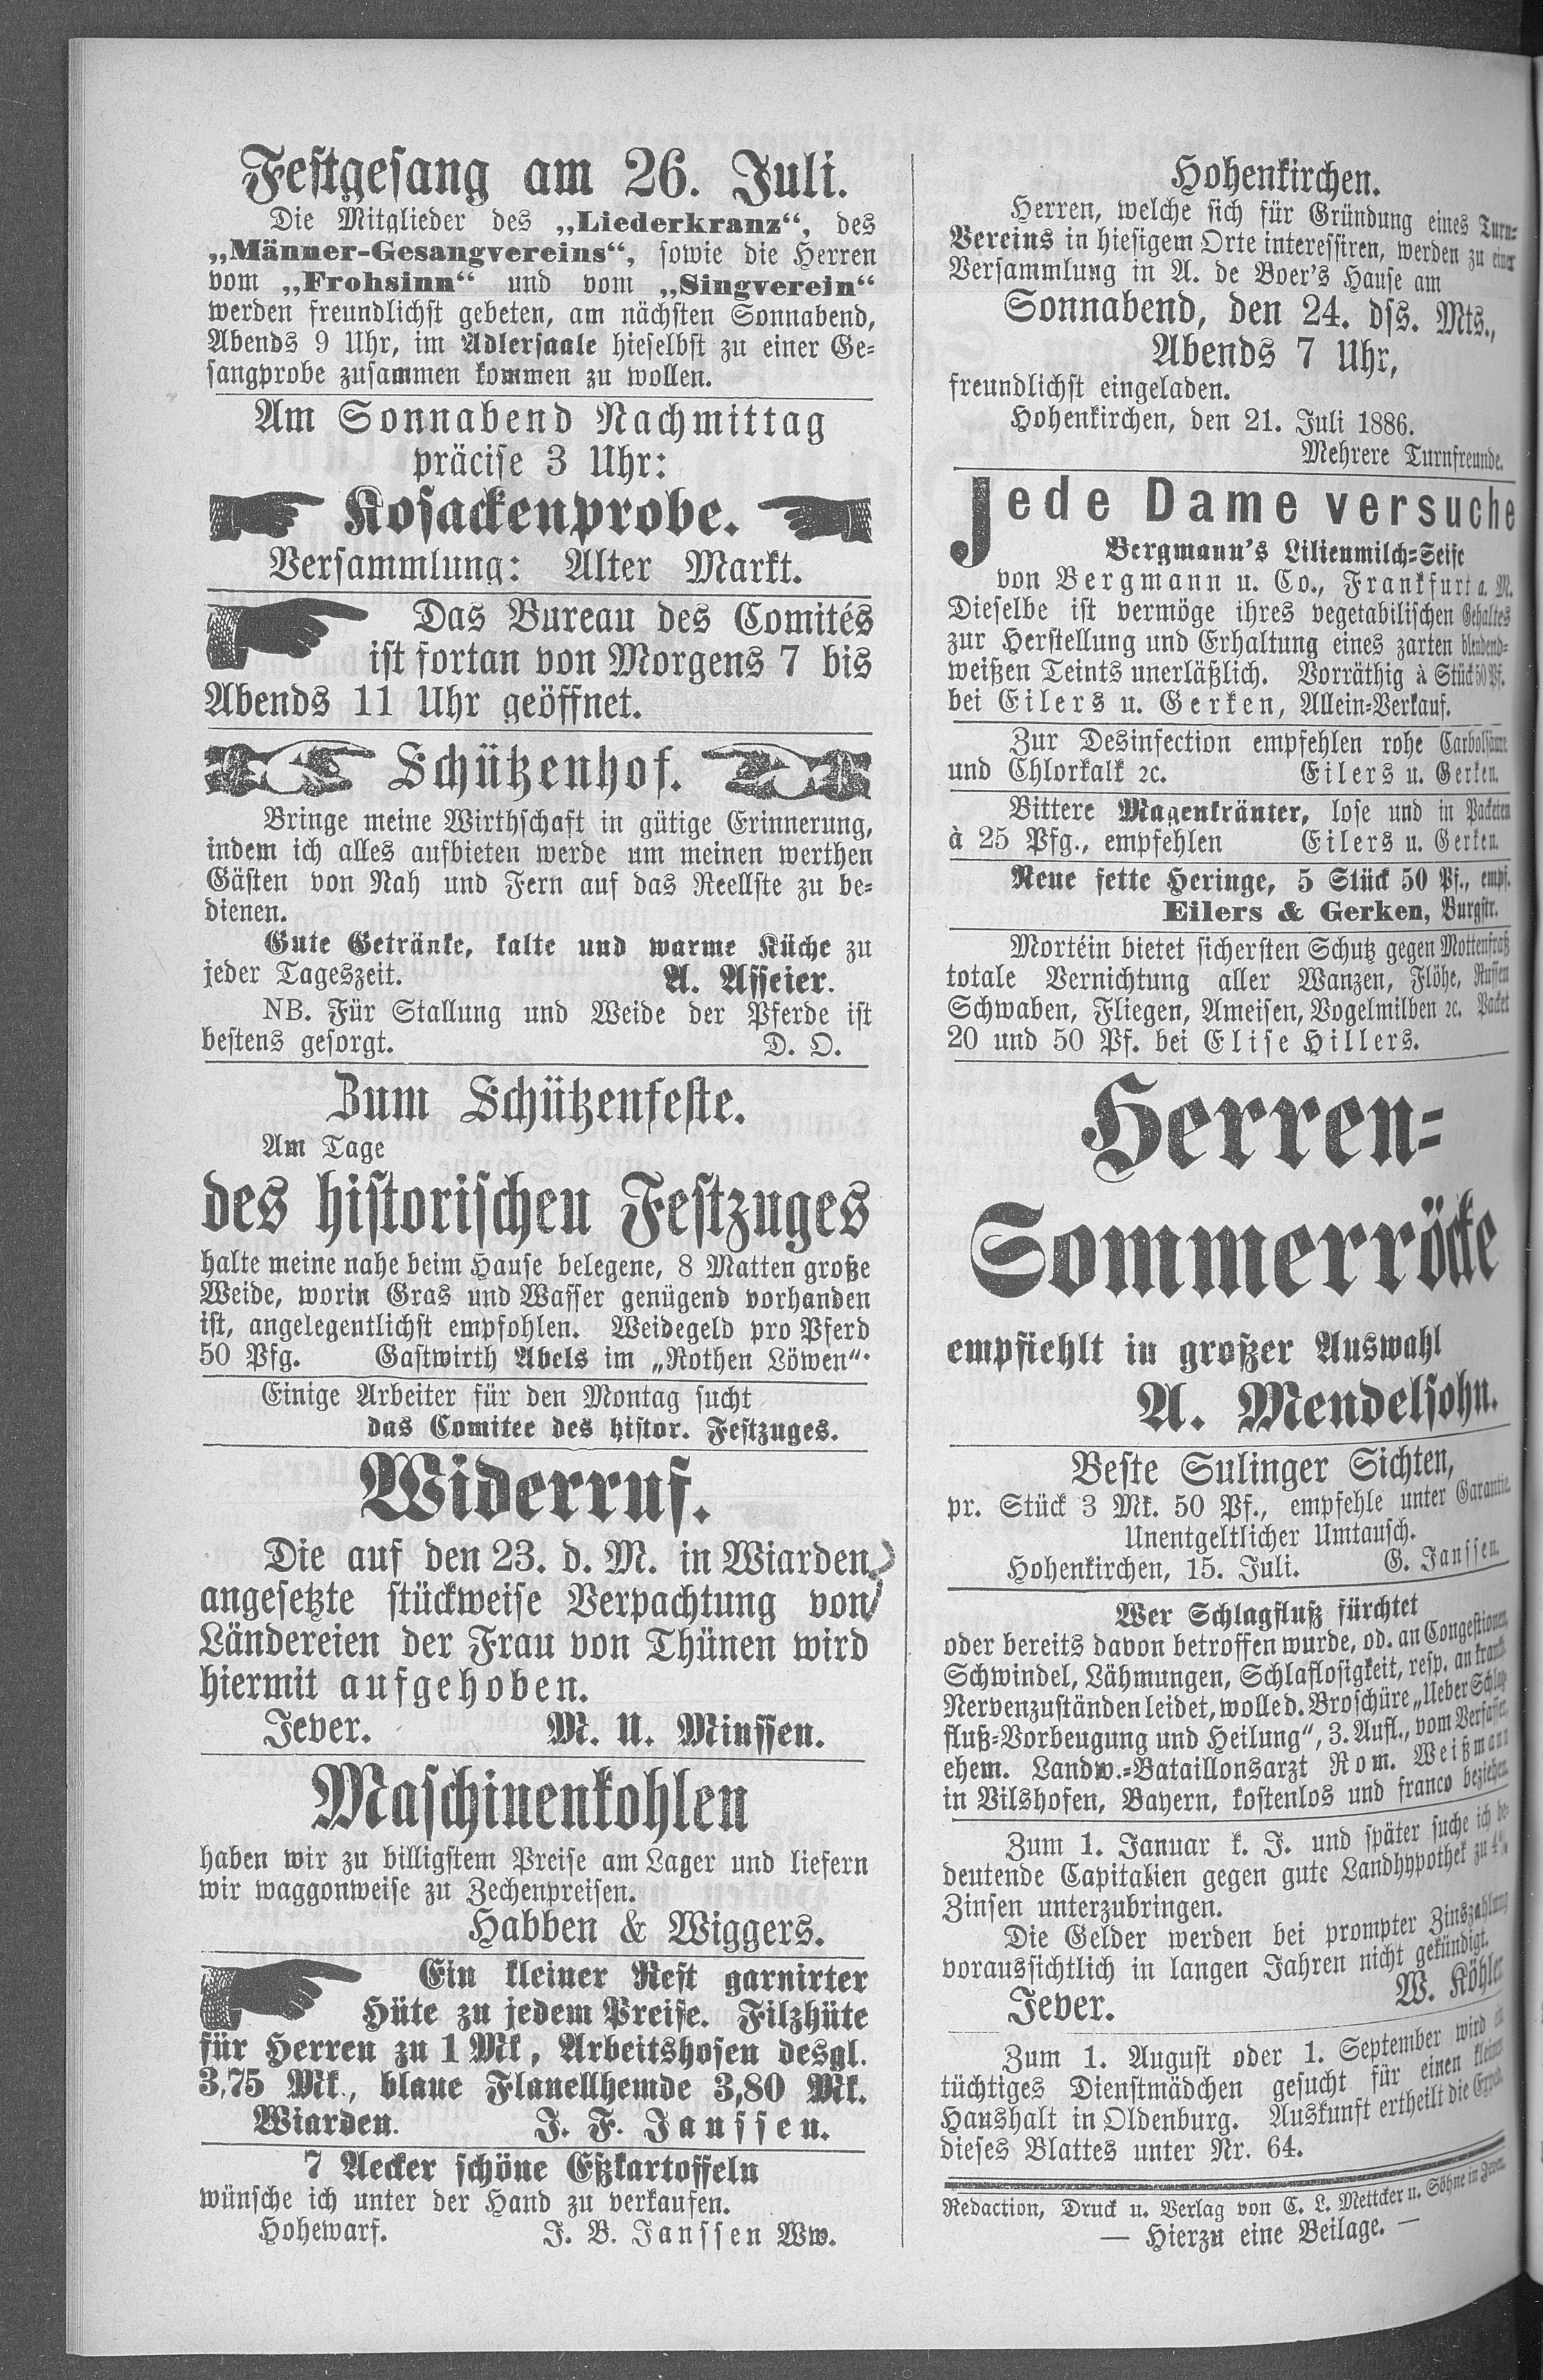 Festgesang am 26. Juli.
Die Mitglieder des „Liederkranz“, des
„Männer-Gesangvereins“, sowie die Herren
vom „Frohsinn“ und vom „Singverein“
werden freundlichst gebeten, am nächsten Sonnabend,
Abends 9 Uhr, im Adlersaale hieselbst zu einer Ge-
sangprobe zusammen kommen zu wollen.
Am Sonnabend Nachmittag
präcise 3 Uhr:
Kosackenprobe.
Versammlung: Alter Markt.
Das Bureau des Comités
ist fortan von Morgens 7 bis
Abends 11 Uhr geöffnet.
Schützenhof.
Bringe meine Wirthschaft in gütige Erinnerung,
indem ich alles aufbieten werde um meinen werthen
Gästen von Nah und Fern auf das Reellste zu be-
dienen.
Gute Getränke, kalte und warme Küche zu
jeder Tageszeit. A. Asseier.
NB. Für Stallung und Weide der Pferde ist
bestens gesorgt. D. O.
Zum Schützenfeste.
Am Tage
des historischen Festzuges
halte meine nahe beim Hause belegene, 8 Matten große
Weide, worin Gras und Wasser genügend vorhanden
ist, angelegentlichst empfohlen. Weidegeld pro Pferd
50 Pfg. Gastwirth Abels im „Rothen Löwen“.
Einige Arbeiter für den Montag sucht
das Comitee des histor. Festzuges.
Widerruf.
Die auf den 23. d. M. in Wiarden
angesetzte stückweise Verpachtung von
Ländereien der Frau von Thünen wird
hiermit aufgehoben.
Jever. M. U. Minssen.
Maschinenkohlen
haben wir zu billigstem Preise am Lager und liefern
wir waggonweise zu Zechenpreisen.
Habben & Wiggers.
Ein kleiner Rest garnirter
Hüte zu jedem Preise. Filzhüte
für Herren zu 1 Mk, Arbeitshosen desgl.
3,75 Mk., blaue Flanellhemde 3,80 Mk.
Wiarden. J. F. Janssen.
7 Aecker schöne Eßkartoffeln
wünsche ich unter der Hand zu verkaufen.
Hohewarf. J. B. Janssen Ww.
Hohenkirchen.
Herren, welche sich für Gründung eines Turn-
Vereins in hiesigem Orte interessiren, werden zu einer
Versammlung in A. de Boer's Hause am
Sonnabend, den 24. dss. Mts.,
Abends 7 Uhr,
freundlichst eingeladen.
Hohenkirchen, den 21. Juli 1886.
Mehrere Turnfreunde.
Jede Dame versuche
Bergmann's Lilienmilch-Seife
von Bergmann u. Co., Frankfurt a. M.
Dieselbe ist vermöge ihres vegetabilischen Gehaltes
zur Herstellung und Erhaltung eines zarten blendend-
weißen Teints unerläßlich. Vorräthig à Stück 50 Pf.
bei Eilers u. Gerken, Allein-Verkauf.
Zur Desinfection empfehlen rohe Carbolsäure
und Chlorkalk ꝛc. Eilers u. Gerken.
Bittere Magenkräuter, lose und in Packeten
à 25 Pfg., empfehlen Eilers u. Gerken.
Neue fette Heringe, 5 Stück 50 Pf., empf.
Eilers & Gerken, Burgstr.
Mortéin bietet sichersten Schutz gegen Mottenfraß
totale Vernichtung aller Wanzen, Flöhe, Russen
Schwaben, Fliegen, Ameisen, Vogelmilben ꝛc. Packet
20 und 50 Pf. bei Elise Hillers.
Herren-
Sommerröcke
empfiehlt in großer Auswahl
A. Mendelsohn.
Beste Sulinger Sichten,
pr. Stück 3 Mk. 50 Pf., empfehle unter Garantie.
Unentgeltlicher Umtausch.
Hohenkirchen, 15. Juli. G. Janssen.
Wer Schlagfluß fürchtet
oder bereits davon betroffen wurde, od. an Congestionen,
Schwindel, Lähmungen, Schlaflosigkeit, resp. an krank-
Nervenzuständen leidet, wolle d. Broschüre „Ueber Schlag-
fluß-Vorbeugung und Heilung“, 3. Aufl., vom Verfasser,
ehem. Landw.-Bataillonsarzt Rom. Weißmann
in Vilshofen, Bayern, kostenlos und franco beziehen.
Zum 1. Januar k. J. und später suche ich be-
deutende Capitalien gegen gute Landhypothek zu 4%
Zinsen unterzubringen.
Die Gelder werden bei prompter Zinszahlung
voraussichtlich in langen Jahren nicht gekündigt.
Jever. W. Köhler
Zum 1. August oder 1. September wird ein
tüchtiges Dienstmädchen gesucht für einen kleinen
Haushalt in Oldenburg. Auskunft ertheilt die Exped.
dieses Blattes unter Nr. 64.
Redaction, Druck u. Verlag von C. L. Mettcker u. Söhne in Jever.
— Hierzu eine Beilage. —